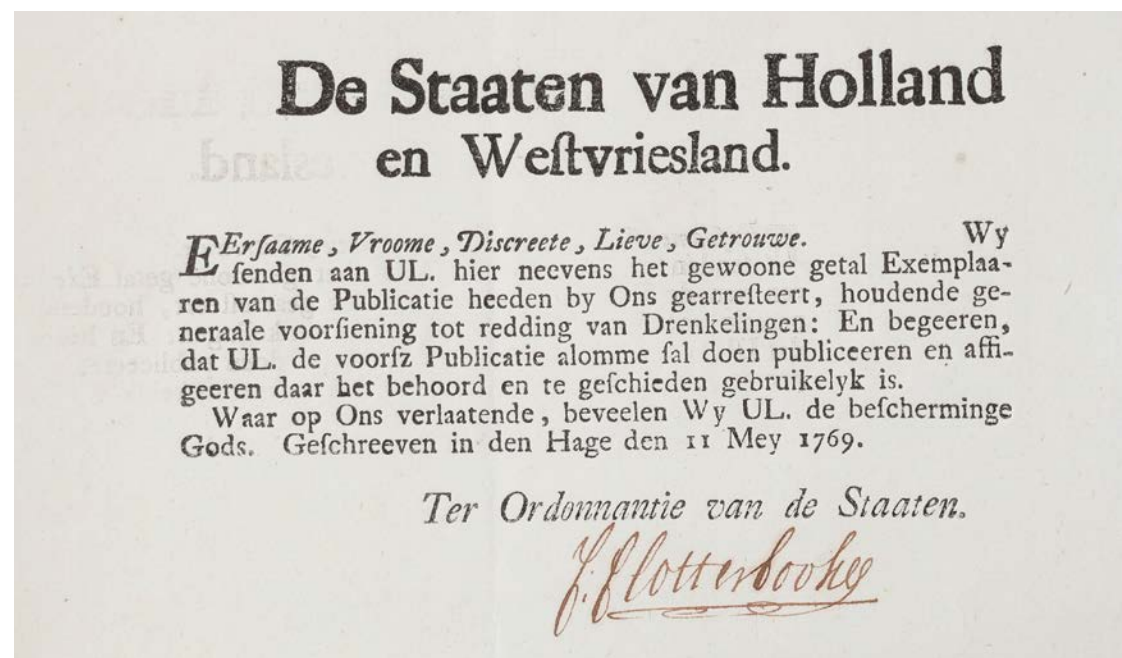 De Staaten van Holland
en Weſtvriesland.
EErſaame, Vroome, Discreete, Lieve, Getrouwe. Wy
ſenden aan UL. hier neevens het gewoone getal Exemplaa-
ren van de Publicatie heeden by Ons gearreſteert, houdende ge-
neraale voorſiening tot redding van Drenkelingen: En begeeren,
dat UL. de voorſz Publicatie alomme ſal doen publiceeren en affi-
geeren daar het behoord en te geſchieden gebruikelyk is.
Waar op Ons verlaatende, beveelen Wy UL. de beſcherminge
Gods. Geſchreeven in den Hage den 11 Mey 1769.
Ter Ordonnantie van de Staaten.